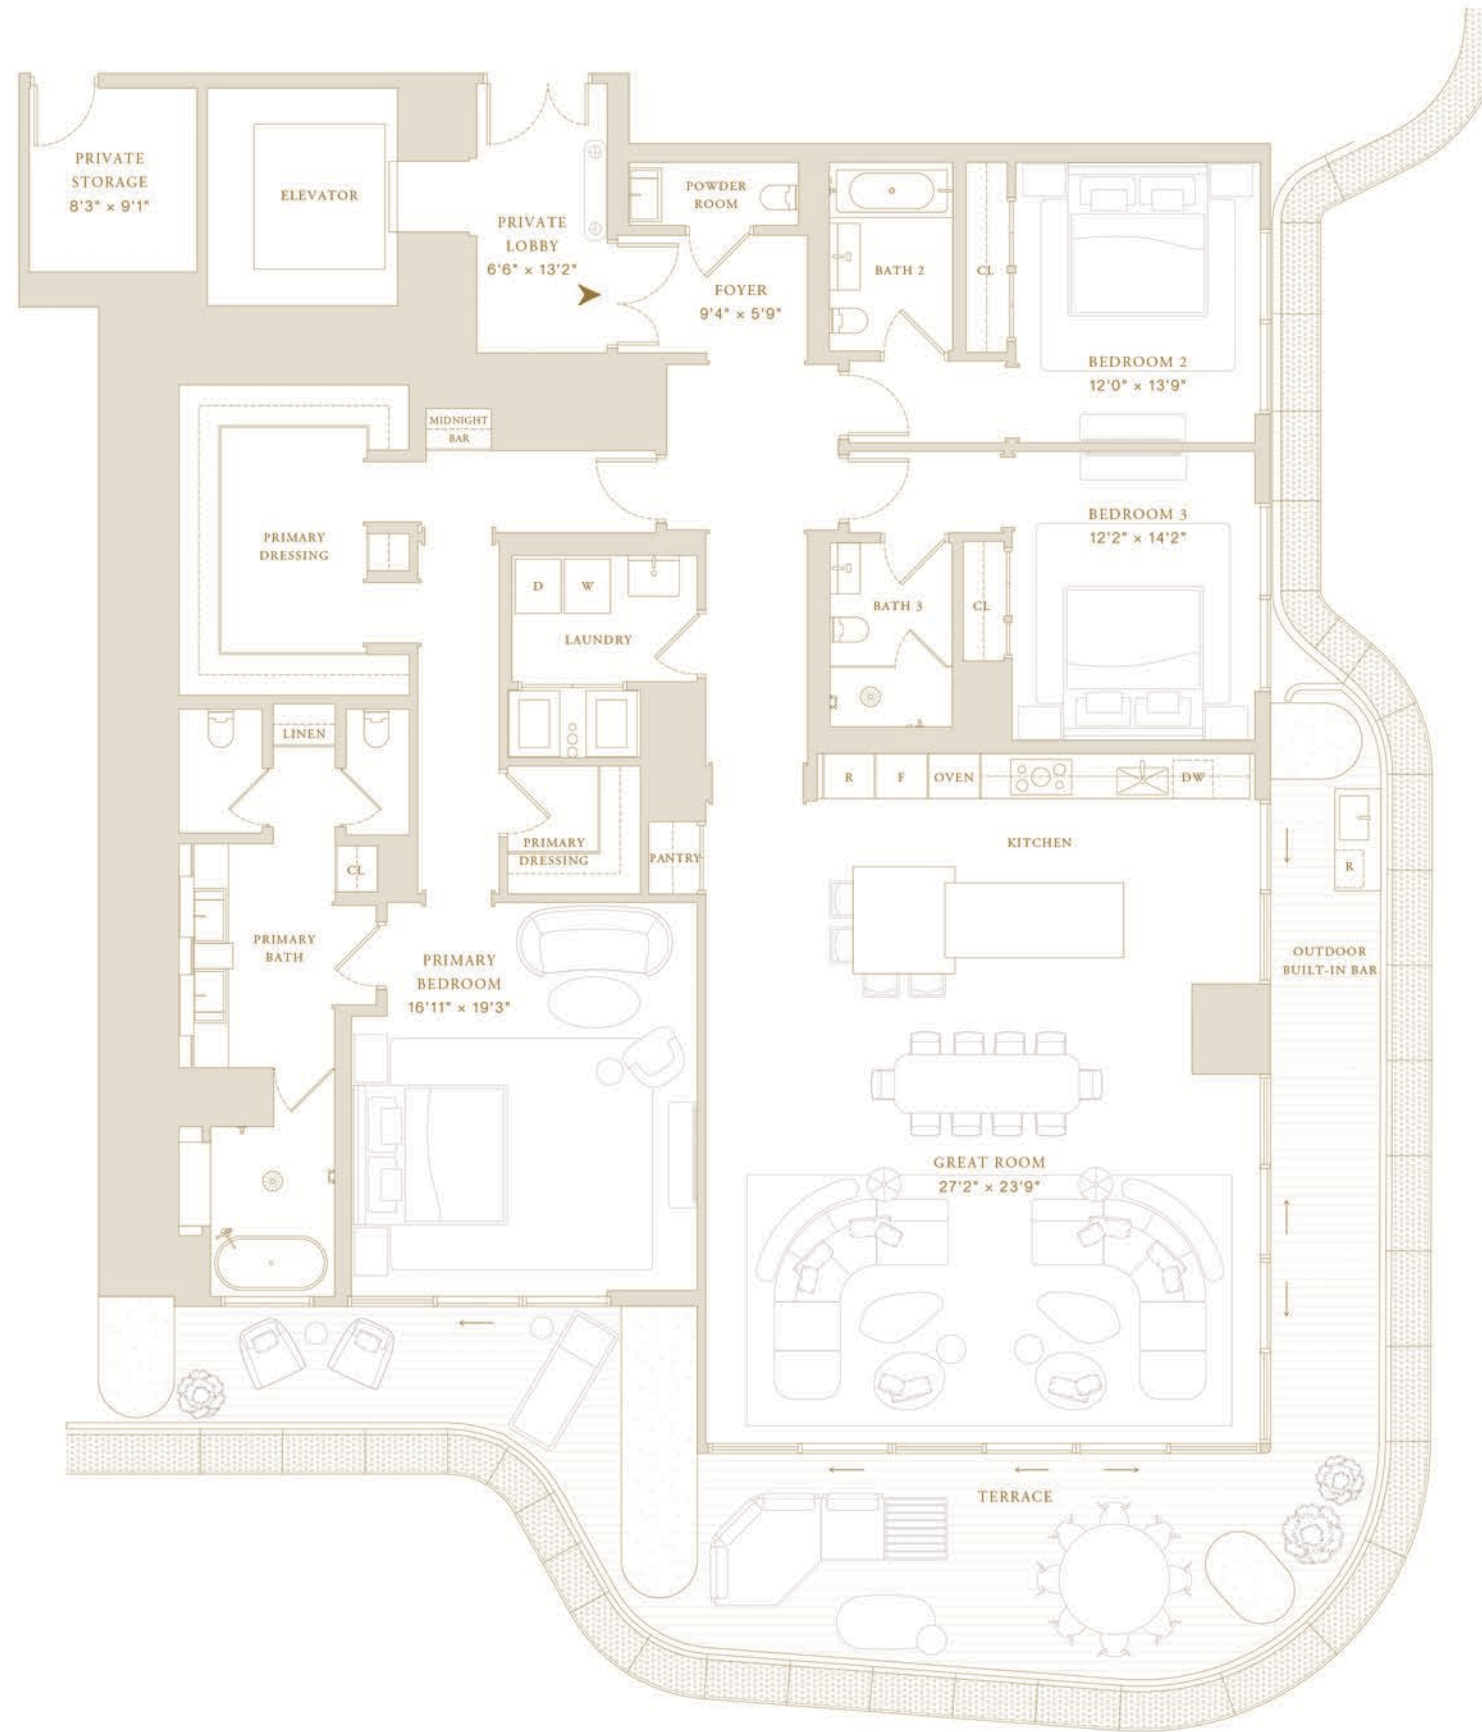 PRIVATE
STORAGE
8'3" × 9'1"
ELEVATOR
PRIVATE
LOBBY
6'6" × 13'2"
POWDER
ROOM
FOYER
9'4" × 5'9"
BATH 2
CL
BEDROOM 2
12'0" × 13'9"
MIDNIGHT
BAR
PRIMARY
DRESSING
D
W
LAUNDRY
BATH 3
CL
BEDROOM 3
12'2" × 14'2"
LINEN
R
F
OVEN
DW
PRIMARY
DRESSING
PANTRY
KITCHEN
CL
R
PRIMARY
BATH
PRIMARY
BEDROOM
16'11" × 19'3"
OUTDOOR
BUILT-IN BAR
GREAT ROOM
27'2" × 23'9"
TERRACE